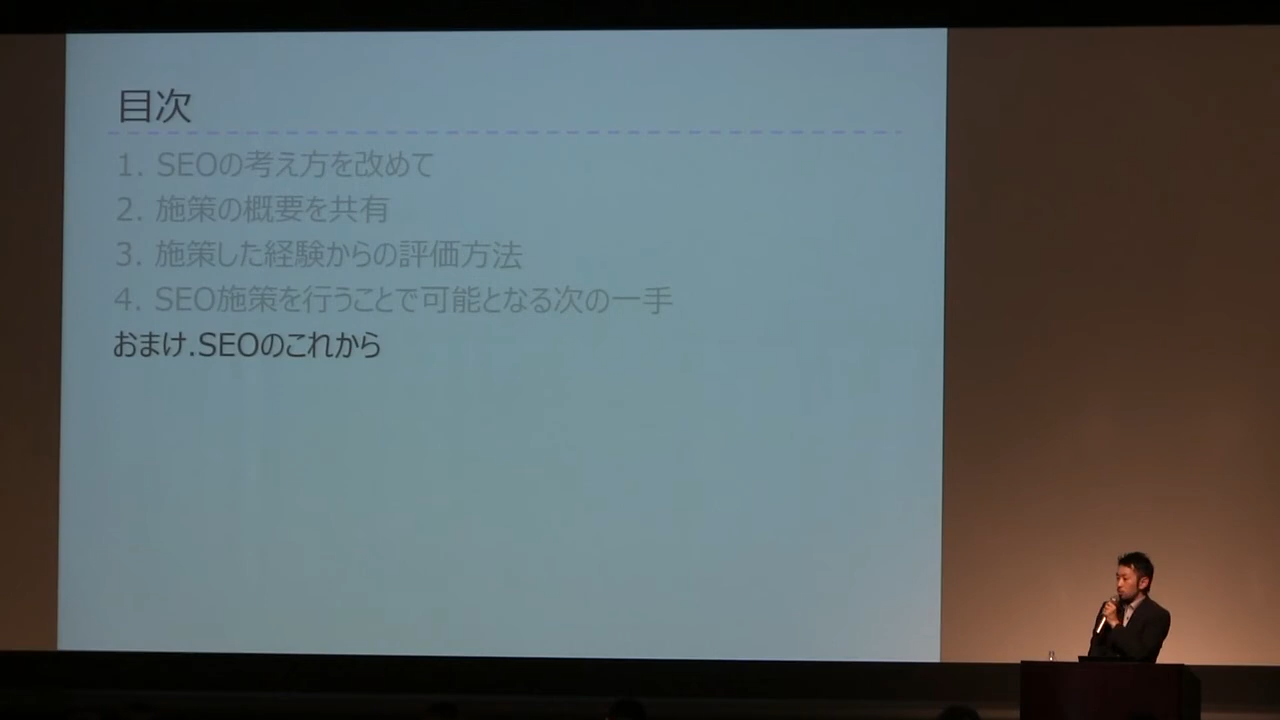 目次
1. SEOの考え方を改めて
2. 施策の概要を共有
3. 施策した経験からの評価方法
4. SEO施策を行うことで可能となる次の一手
おまけ.SEOのこれから